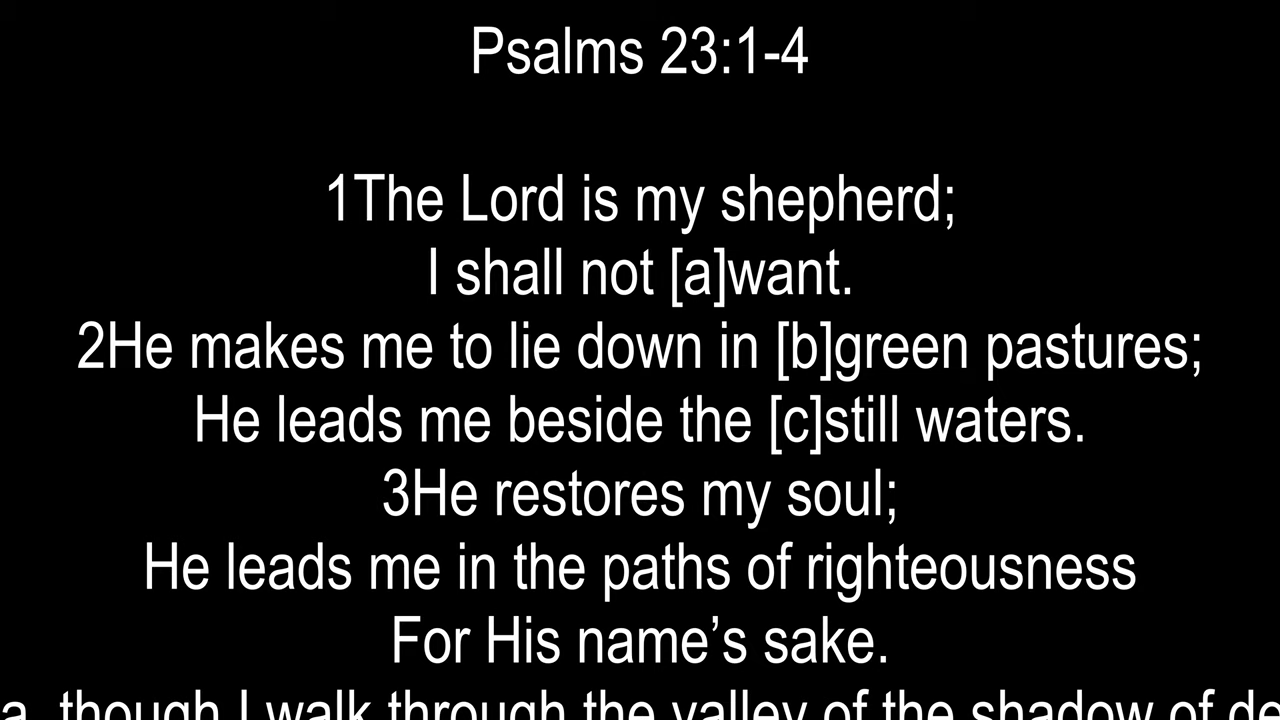 Psalms 23:1-4
1The Lord is my shepherd;
I shall not [a]want.
2He makes me to lie down in [b]green pastures;
He leads me beside the [c]still waters.
3He restores my soul;
He leads me in the paths of righteousness
For His name’s sake.
a, though I walk through the valley of the shadow of de